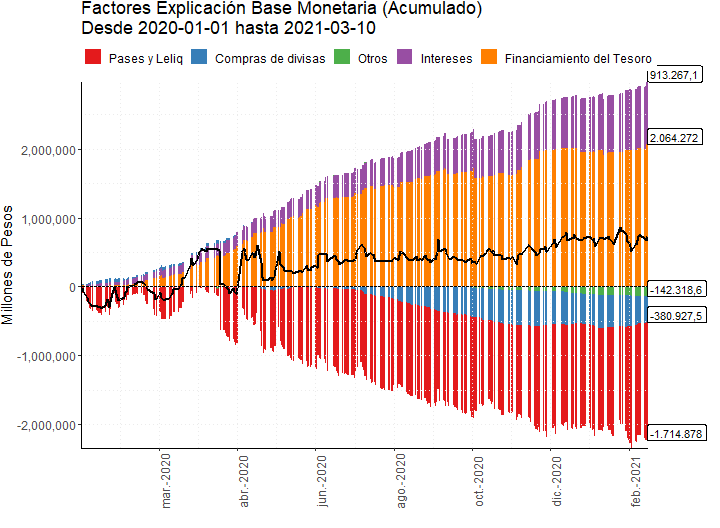 Factores Explicación Base Monetaria (Acumulado)
Desde 2020-01-01 hasta 2021-03-10
Pases y Leliq Compras de divisas Otros Intereses Financiamiento del Tesoro
913.267,1
2.064.272
2,000,000
1,000,000
0
-142.318,6
-380.927,5
-1,000,000
-2,000,000
-1.714.878
Millones de Pesos
mar.-2020
abr.-2020
jun.-2020
ago.-2020
oct.-2020
dic.-2020
feb.-2021